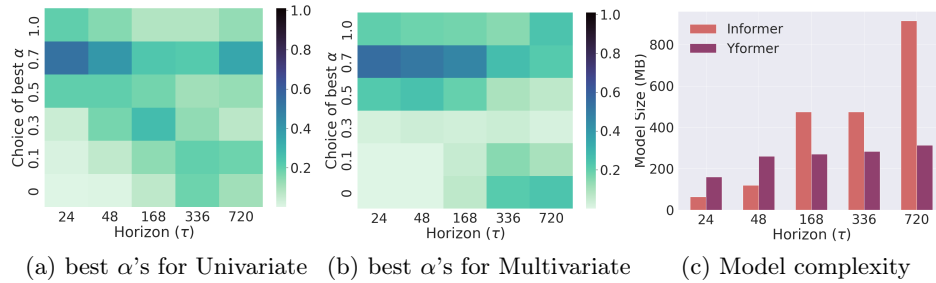 Choice of best α
1.0
0.7
0.5
0.3
0.1
0
24 48 168 336 720
Horizon (τ)
1.0
0.8
0.6
0.4
0.2
(a) best α's for Univariate
Choice of best α
1.0
0.7
0.5
0.3
0.1
0
24 48 168 336 720
Horizon (τ)
1.0
0.8
0.6
0.4
0.2
(b) best α's for Multivariate
Model Size (MB)
800
600
400
200
0
Informer
Yformer
24 48 168 336 720
Horizon (τ)
(c) Model complexity